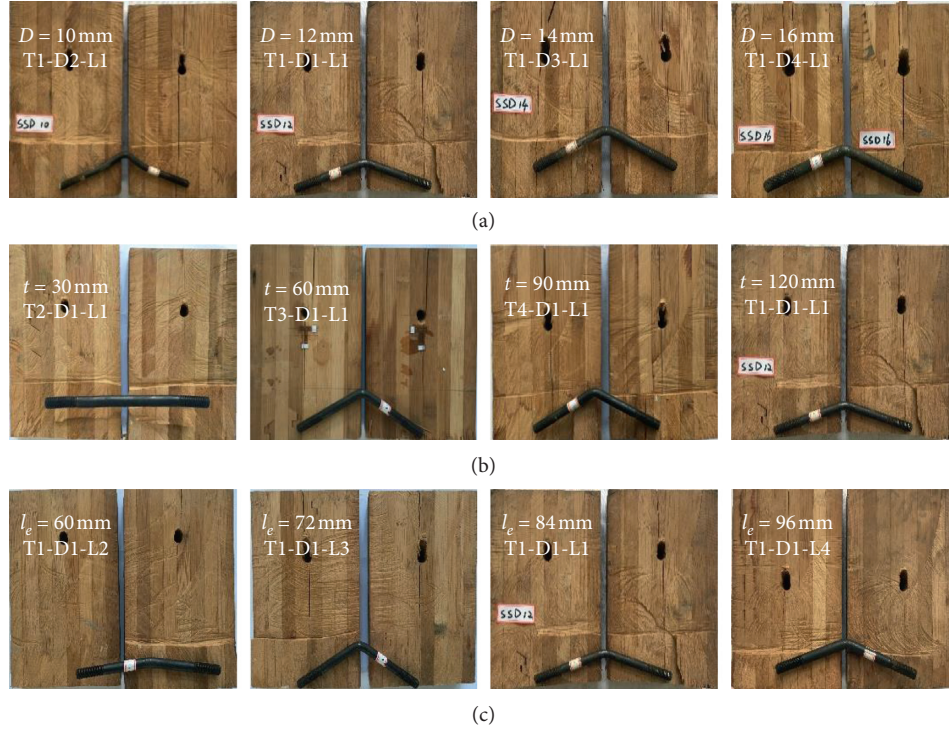 D = 10 mm
T1-D2-L1
SSD 10
D = 12 mm
T1-D1-L1
SSD12
D = 14 mm
T1-D3-L1
SSD14
D = 16 mm
T1-D4-L1
SSD16
SSD16
(a)
t = 30 mm
T2-D1-L1
t = 60 mm
T3-D1-L1
t = 90 mm
T4-D1-L1
t = 120 mm
T1-D1-L1
SSD12
(b)
le = 60 mm
T1-D1-L2
le = 72 mm
T1-D1-L3
le = 84 mm
T1-D1-L1
SSD12
le = 96 mm
T1-D1-L4
(c)